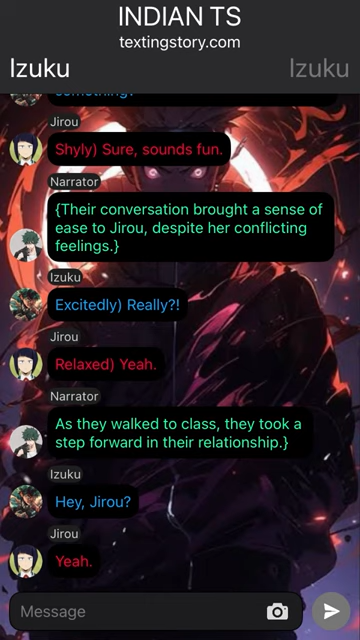 INDIAN TS
textingstory.com
Izuku Izuku
something?
Jirou
Shyly) Sure, sounds fun.
Narrator
{Their conversation brought a sense of
ease to Jirou, despite her conflicting
feelings.}
Izuku
Excitedly) Really?!
Jirou
Relaxed) Yeah.
Narrator
As they walked to class, they took a
step forward in their relationship.}
Izuku
Hey, Jirou?
Jirou
Yeah.
Message